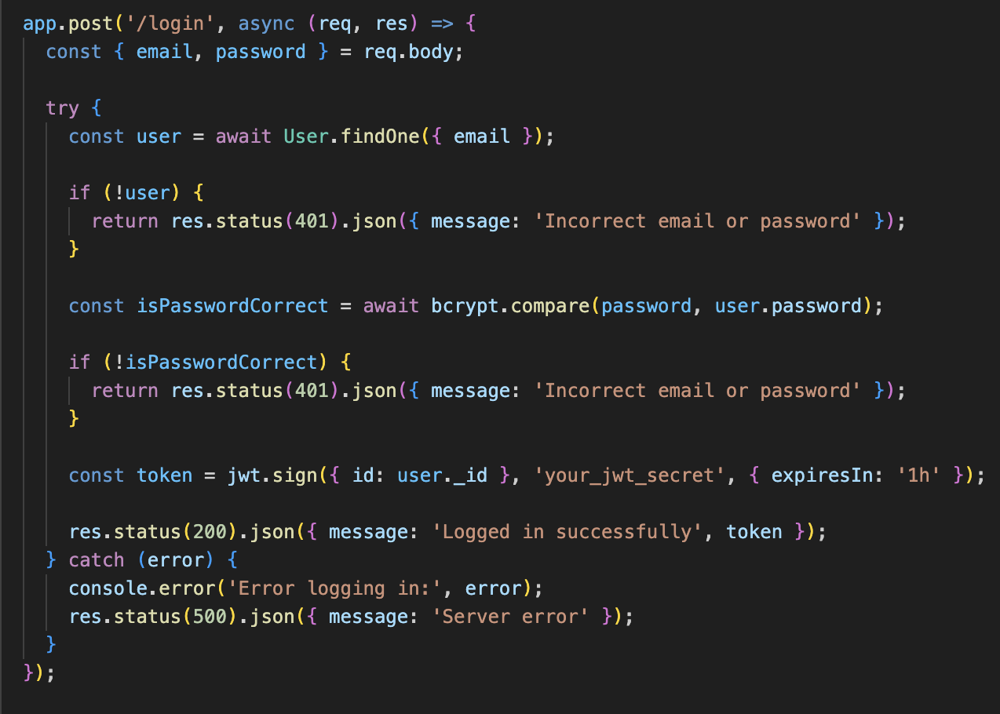 app.post('/login', async (req, res) => {
  const { email, password } = req.body;

  try {
    const user = await User.findOne({ email });

    if (!user) {
      return res.status(401).json({ message: 'Incorrect email or password' });
    }

    const isPasswordCorrect = await bcrypt.compare(password, user.password);

    if (!isPasswordCorrect) {
      return res.status(401).json({ message: 'Incorrect email or password' });
    }

    const token = jwt.sign({ id: user._id }, 'your_jwt_secret', { expiresIn: '1h' });

    res.status(200).json({ message: 'Logged in successfully', token });
  } catch (error) {
    console.error('Error logging in:', error);
    res.status(500).json({ message: 'Server error' });
  }
});